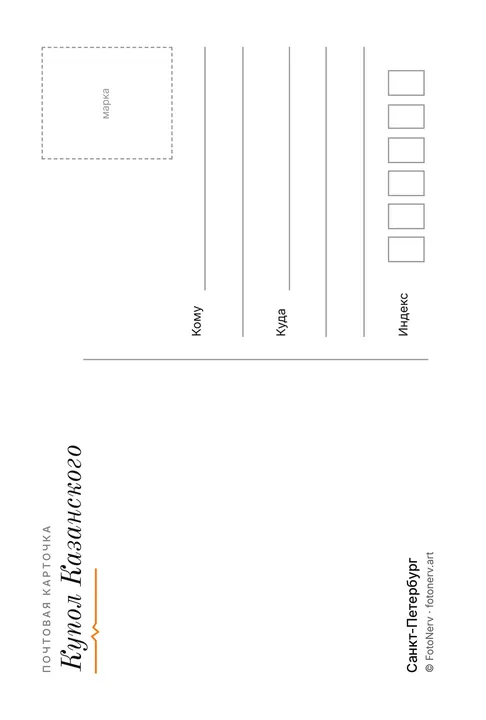 ПОЧТОВАЯ КАРТОЧКА
Купол Казанского
Санкт-Петербург
© FotoNerv · fotonerv.art
марка
Кому
Куда
Индекс